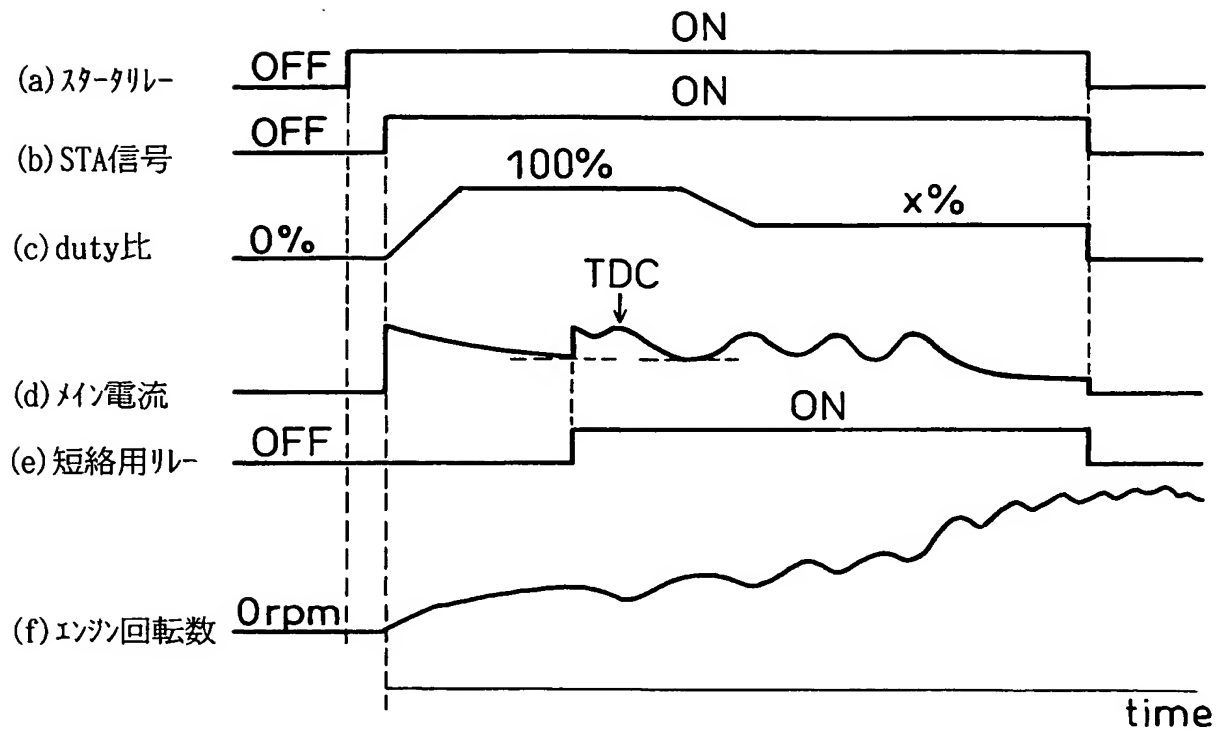 ON
(a)ｽﾀｰﾀﾘﾚｰ OFF
ON
(b)STA信号 OFF
100%
x%
(c)duty比 0%
TDC
(d)ﾒｲﾝ電流
ON
(e)短絡用ﾘﾚｰ OFF
(f)ｴﾝｼﾞﾝ回転数 0rpm
time